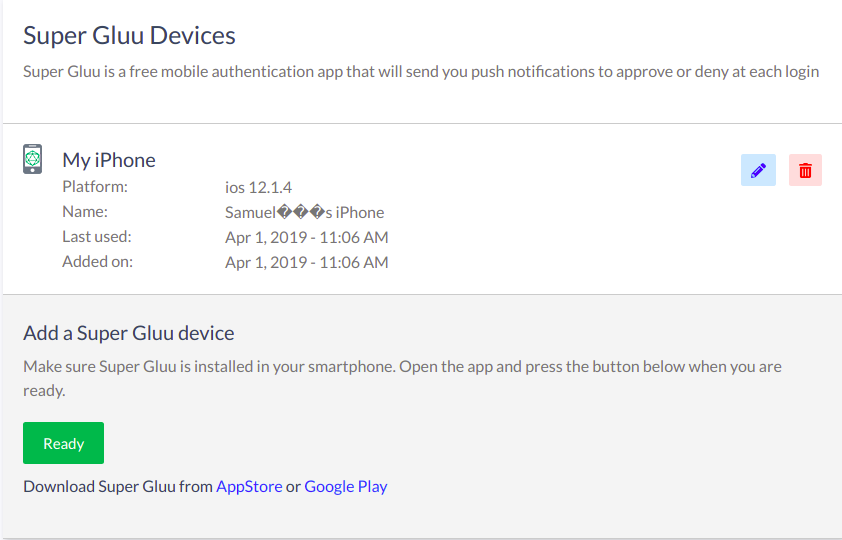 Super Gluu Devices
Super Gluu is a free mobile authentication app that will send you push notifications to approve or deny at each login
My iPhone
Platform: ios 12.1.4
Name: Samuel���s iPhone
Last used: Apr 1, 2019 - 11:06 AM
Added on: Apr 1, 2019 - 11:06 AM
Add a Super Gluu device
Make sure Super Gluu is installed in your smartphone. Open the app and press the button below when you are
ready.
Ready
Download Super Gluu from AppStore or Google Play